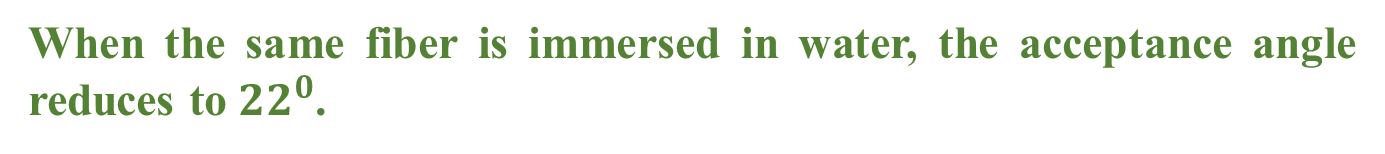 When the same fiber is immersed in water, the acceptance angle
reduces to 22⁰.